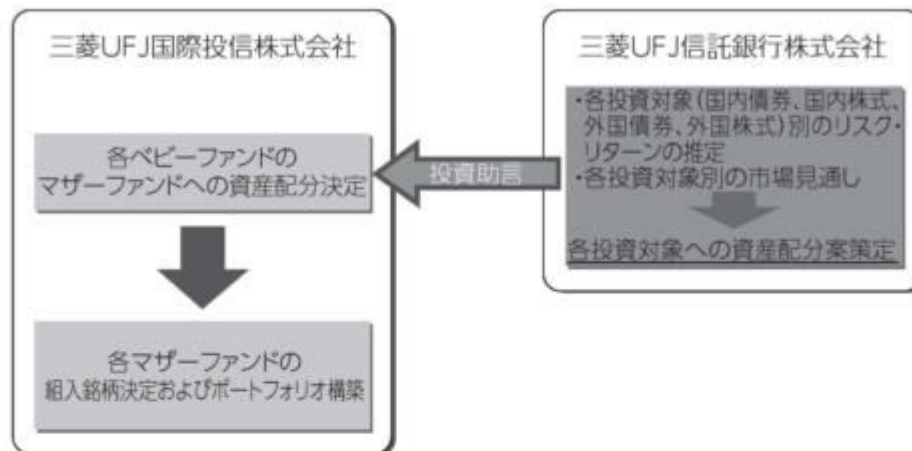 三菱UFJ国際投信株式会社
各ベビーファンドの
マザーファンドへの資産配分決定
各マザーファンドの
組入銘柄決定およびポートフォリオ構築
投資助言
三菱UFJ信託銀行株式会社
・各投資対象(国内債券、国内株式、
外国債券、外国株式)別のリスク・
リターンの推定
・各投資対象別の市場見通し
各投資対象への資産配分案策定